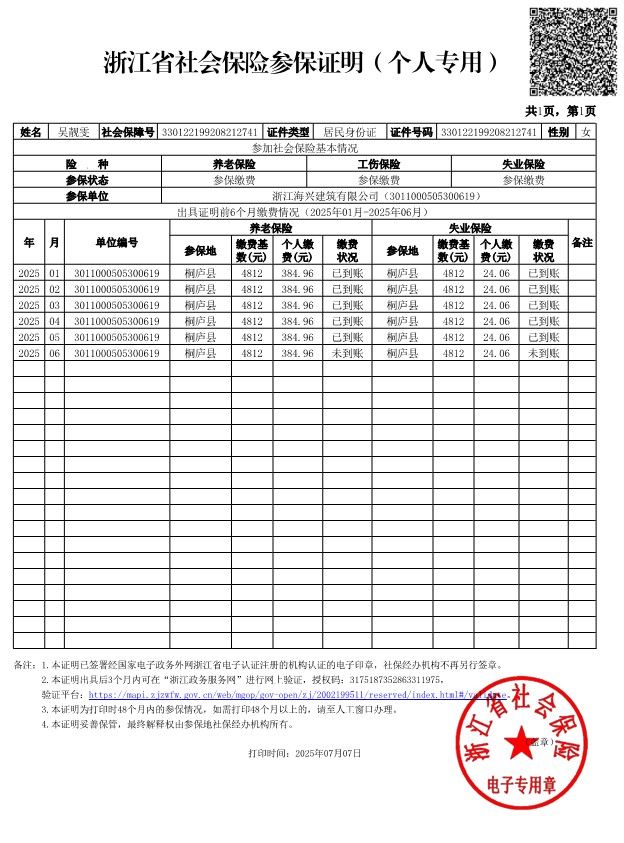 浙江省社会保险参保证明（个人专用）
共1页，第1页
姓名 吴靓雯 社会保障号 330122199208212741 证件类型 居民身份证 证件号码 330122199208212741 性别 女
参加社会保险基本情况
险 种 养老保险 工伤保险 失业保险
参保状态 参保缴费 参保缴费 参保缴费
参保单位 浙江海兴建筑有限公司（3011000505300619）
出具证明前6个月缴费情况（2025年01月-2025年06月）
年 月 单位编号 养老保险 失业保险 备注
参保地 缴费基数(元) 个人缴费(元) 缴费状况 参保地 缴费基数(元) 个人缴费(元) 缴费状况
2025 01 3011000505300619 桐庐县 4812 384.96 已到账 桐庐县 4812 24.06 已到账
2025 02 3011000505300619 桐庐县 4812 384.96 已到账 桐庐县 4812 24.06 已到账
2025 03 3011000505300619 桐庐县 4812 384.96 已到账 桐庐县 4812 24.06 已到账
2025 04 3011000505300619 桐庐县 4812 384.96 已到账 桐庐县 4812 24.06 已到账
2025 05 3011000505300619 桐庐县 4812 384.96 已到账 桐庐县 4812 24.06 已到账
2025 06 3011000505300619 桐庐县 4812 384.96 未到账 桐庐县 4812 24.06 未到账
备注：1.本证明已签署经国家电子政务外网浙江省电子认证注册的机构认证的电子印章，社保经办机构不再另行签章。
2.本证明出具后3个月内可在“浙江政务服务网”进行网上验证，授权码：3175187352863311975，
验证平台：https://mapi.zjzwfw.gov.cn/web/mgop/gov-open/zj/2002199511/reserved/index.html#/validate。
3.本证明为打印时48个月内的参保情况，如需打印48个月以上的，请至人工窗口办理。
4.本证明妥善保管，最终解释权由参保地社保经办机构所有。
（盖章）
打印时间：2025年07月07日
浙江省社会保险
电子专用章